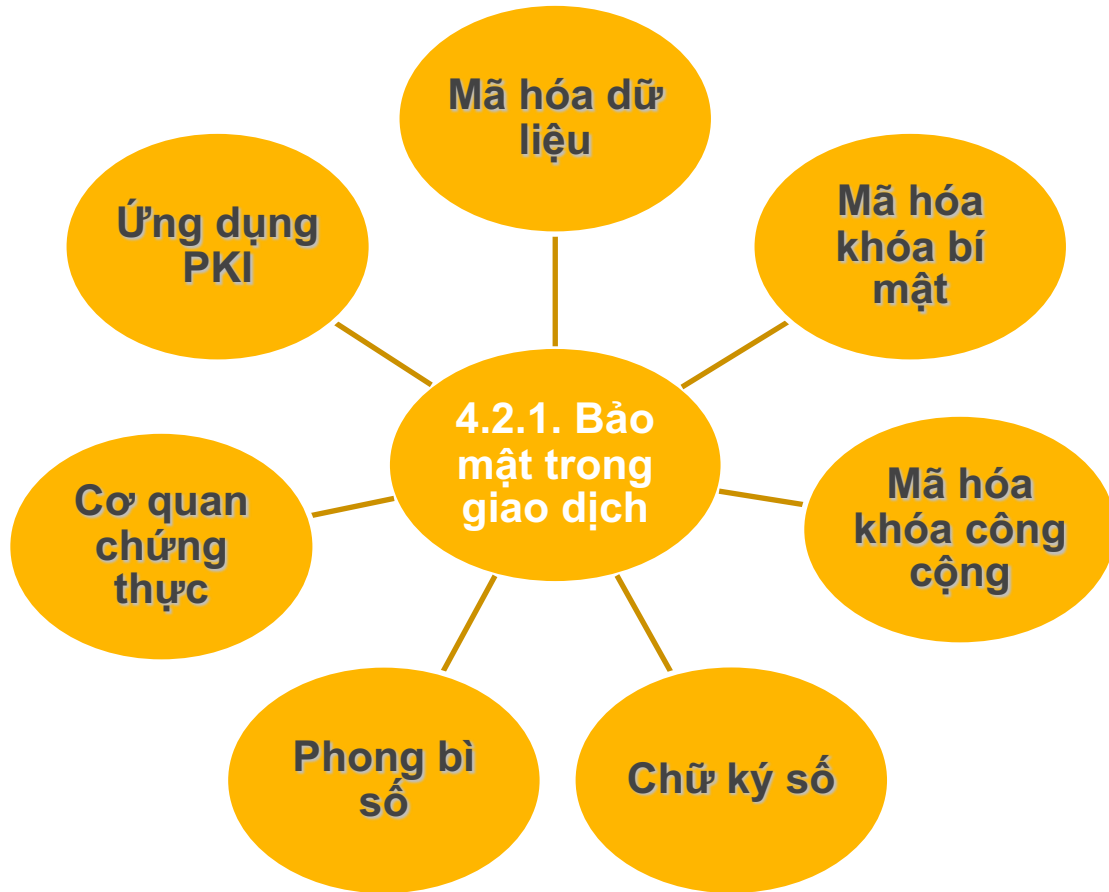 Mã hóa dữ
liệu
Mã hóa
khóa bí
mật
Mã hóa
khóa công
cộng
Chữ ký số
Phong bì
số
Cơ quan
chứng
thực
Ứng dụng
PKI
4.2.1. Bảo
mật trong
giao dịch